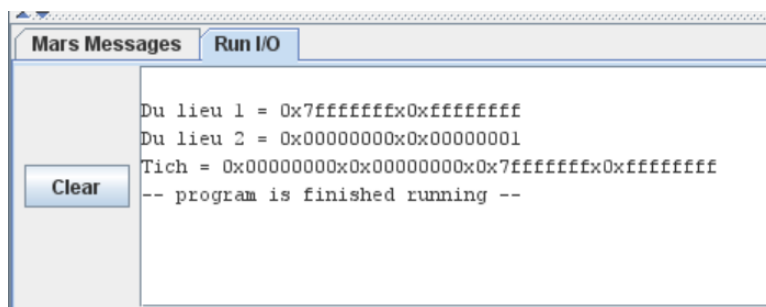 Mars Messages Run I/O
Du lieu 1 = 0x7fffffffx0xffffffff
Du lieu 2 = 0x00000000x0x00000001
Tich = 0x00000000x0x00000000x0x7fffffffx0xffffffff
Clear
-- program is finished running --